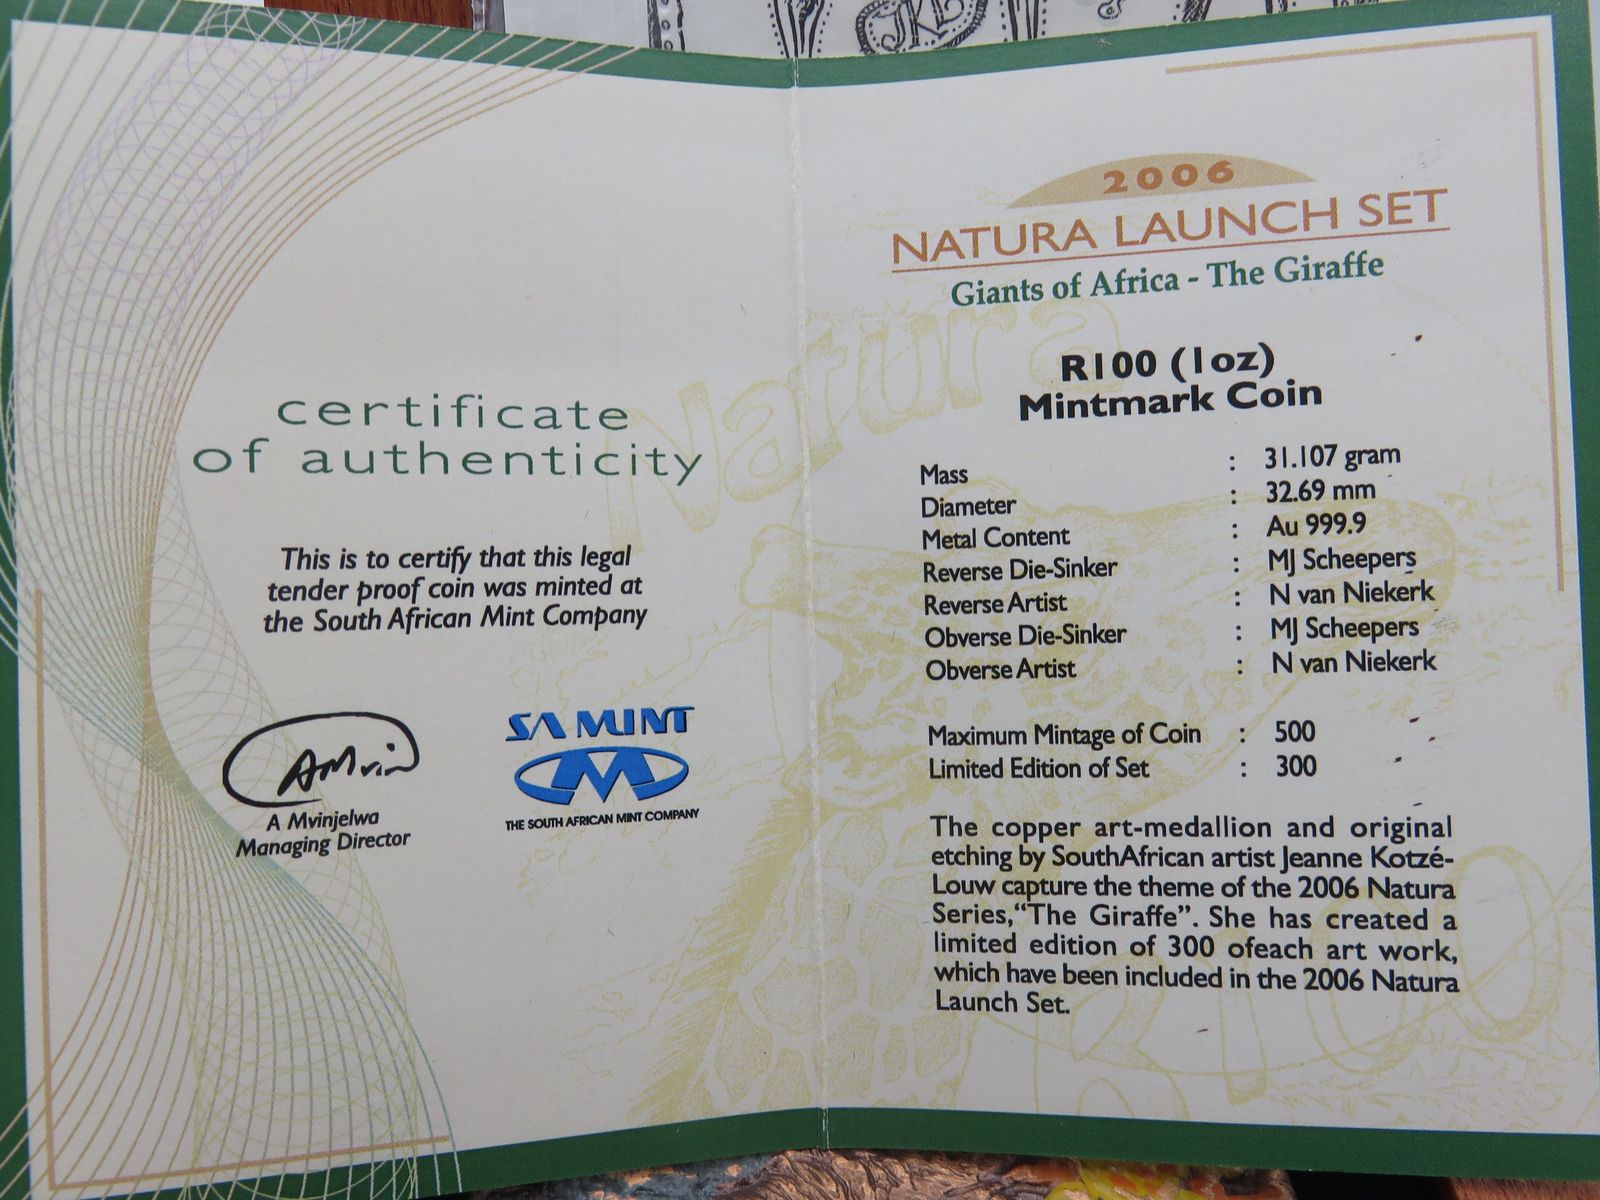 JKL
certificate
of authenticity
This is to certify that this legal
tender proof coin was minted at
the South African Mint Company
A Mvinjelwa
Managing Director
SA MINT
THE SOUTH AFRICAN MINT COMPANY
2006
NATURA LAUNCH SET
Giants of Africa - The Giraffe
Natura
R100 (1oz)
Mintmark Coin
Mass : 31.107 gram
Diameter : 32.69 mm
Metal Content : Au 999.9
Reverse Die-Sinker : MJ Scheepers
Reverse Artist : N van Niekerk
Obverse Die-Sinker : MJ Scheepers
Obverse Artist : N van Niekerk
Maximum Mintage of Coin : 500
Limited Edition of Set : 300
The copper art-medallion and original
etching by SouthAfrican artist Jeanne Kotzé-
Louw capture the theme of the 2006 Natura
Series,“The Giraffe”. She has created a
limited edition of 300 ofeach art work,
which have been included in the 2006 Natura
Launch Set.
R100